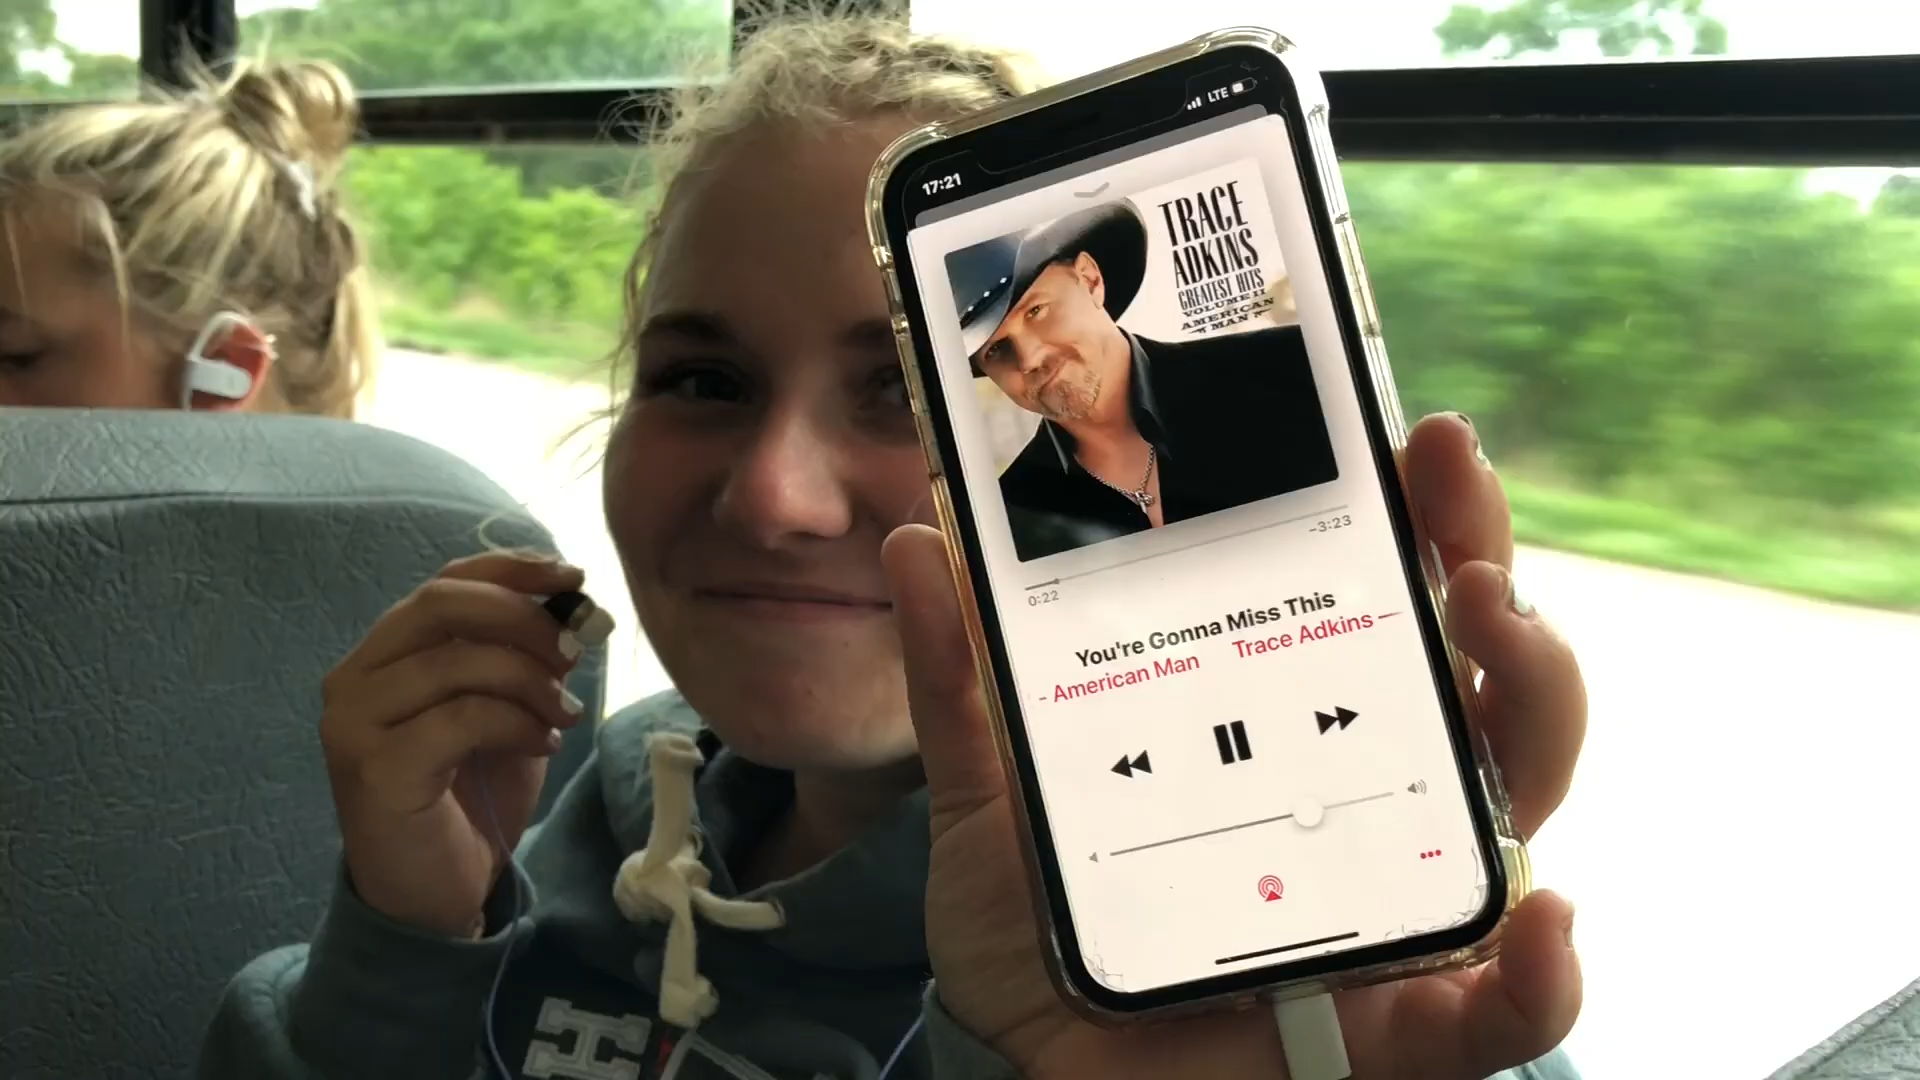 17:21
LTE
TRACE
ADKINS
GREATEST HITS
VOLUME II
AMERICAN
MAN
0:22
-3:23
You're Gonna Miss This
- American Man Trace Adkins —
H